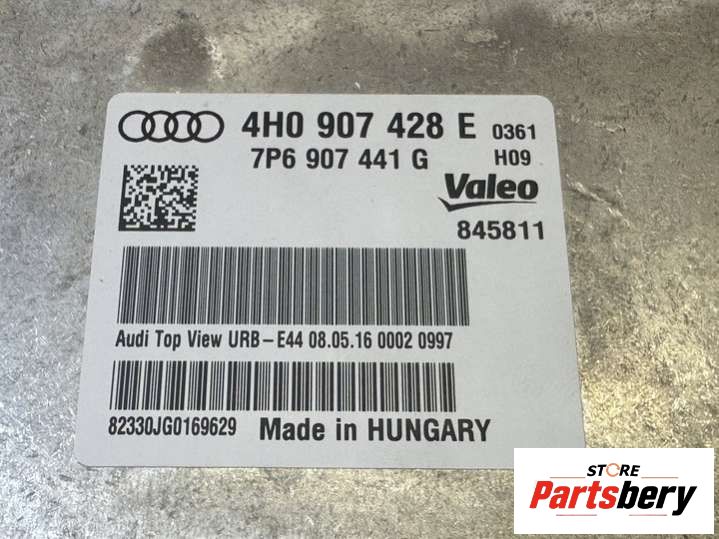 4H0 907 428 E 0361
7P6 907 441 G H09
Valeo
845811
Audi Top View URB-E44 08.05.16 0002 0997
82330JG0169629 Made in HUNGARY
STORE
Partsbery